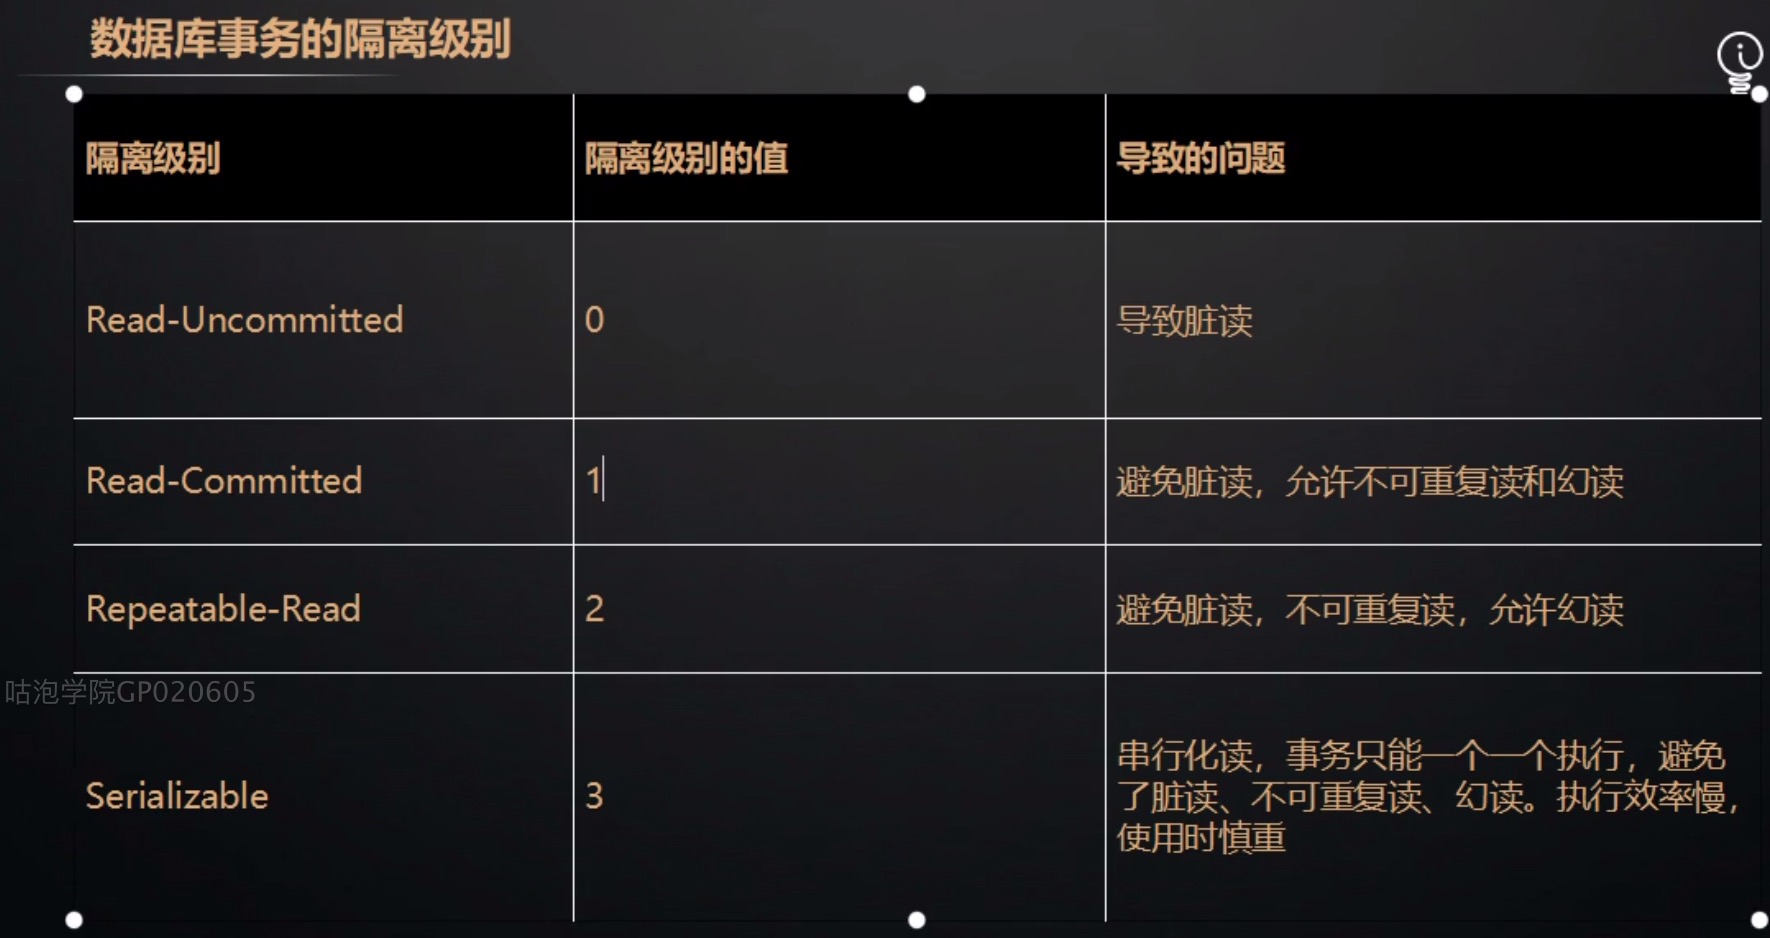 数据库事务的隔离级别
隔离级别
隔离级别的值
导致的问题
Read-Uncommitted
0
导致脏读
Read-Committed
1
避免脏读，允许不可重复读和幻读
Repeatable-Read
2
避免脏读，不可重复读，允许幻读
咕泡学院GP020605
Serializable
3
串行化读，事务只能一个一个执行，避免
了脏读、不可重复读、幻读。执行效率慢，
使用时慎重